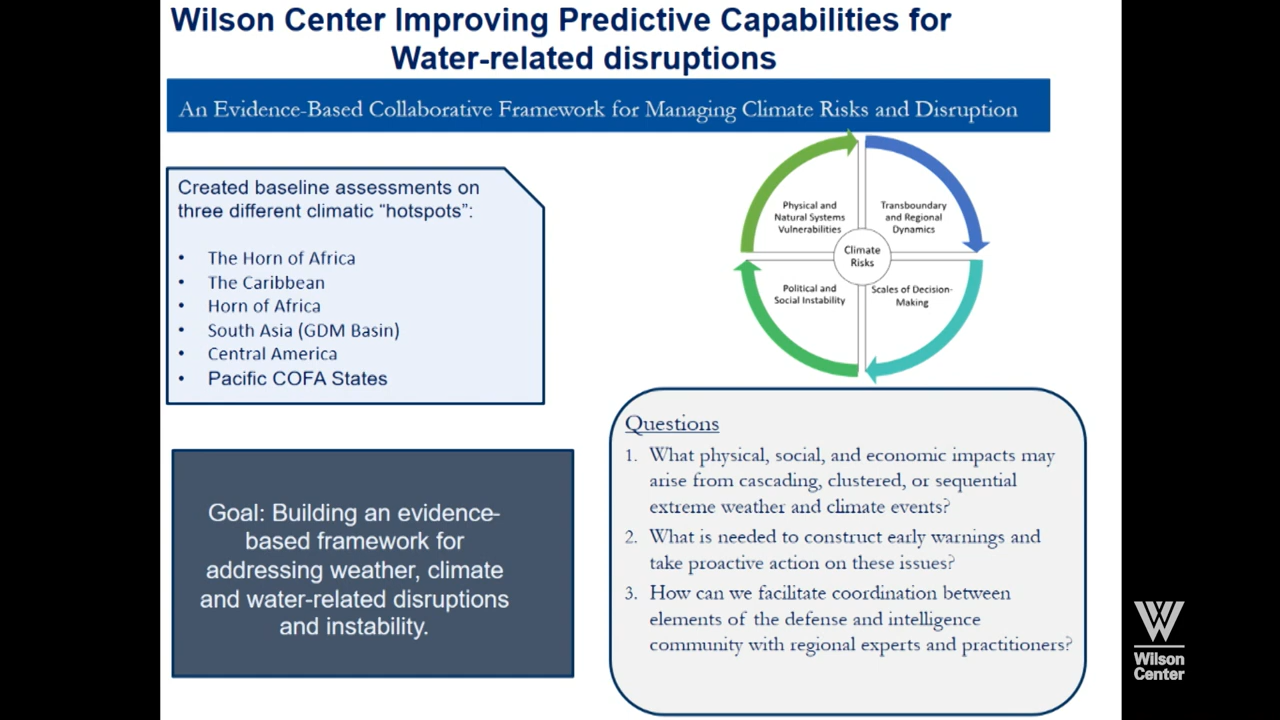 Wilson Center Improving Predictive Capabilities for
Water-related disruptions
An Evidence-Based Collaborative Framework for Managing Climate Risks and Disruption
Created baseline assessments on
three different climatic “hotspots”:
• The Horn of Africa
• The Caribbean
• Horn of Africa
• South Asia (GDM Basin)
• Central America
• Pacific COFA States
Physical and
Natural Systems
Vulnerabilities
Transboundary
and Regional
Dynamics
Climate
Risks
Political and
Social Instability
Scales of Decision-
Making
Goal: Building an evidence-
based framework for
addressing weather, climate
and water-related disruptions
and instability.
Questions
1. What physical, social, and economic impacts may
arise from cascading, clustered, or sequential
extreme weather and climate events?
2. What is needed to construct early warnings and
take proactive action on these issues?
3. How can we facilitate coordination between
elements of the defense and intelligence
community with regional experts and practitioners?
Wilson
Center